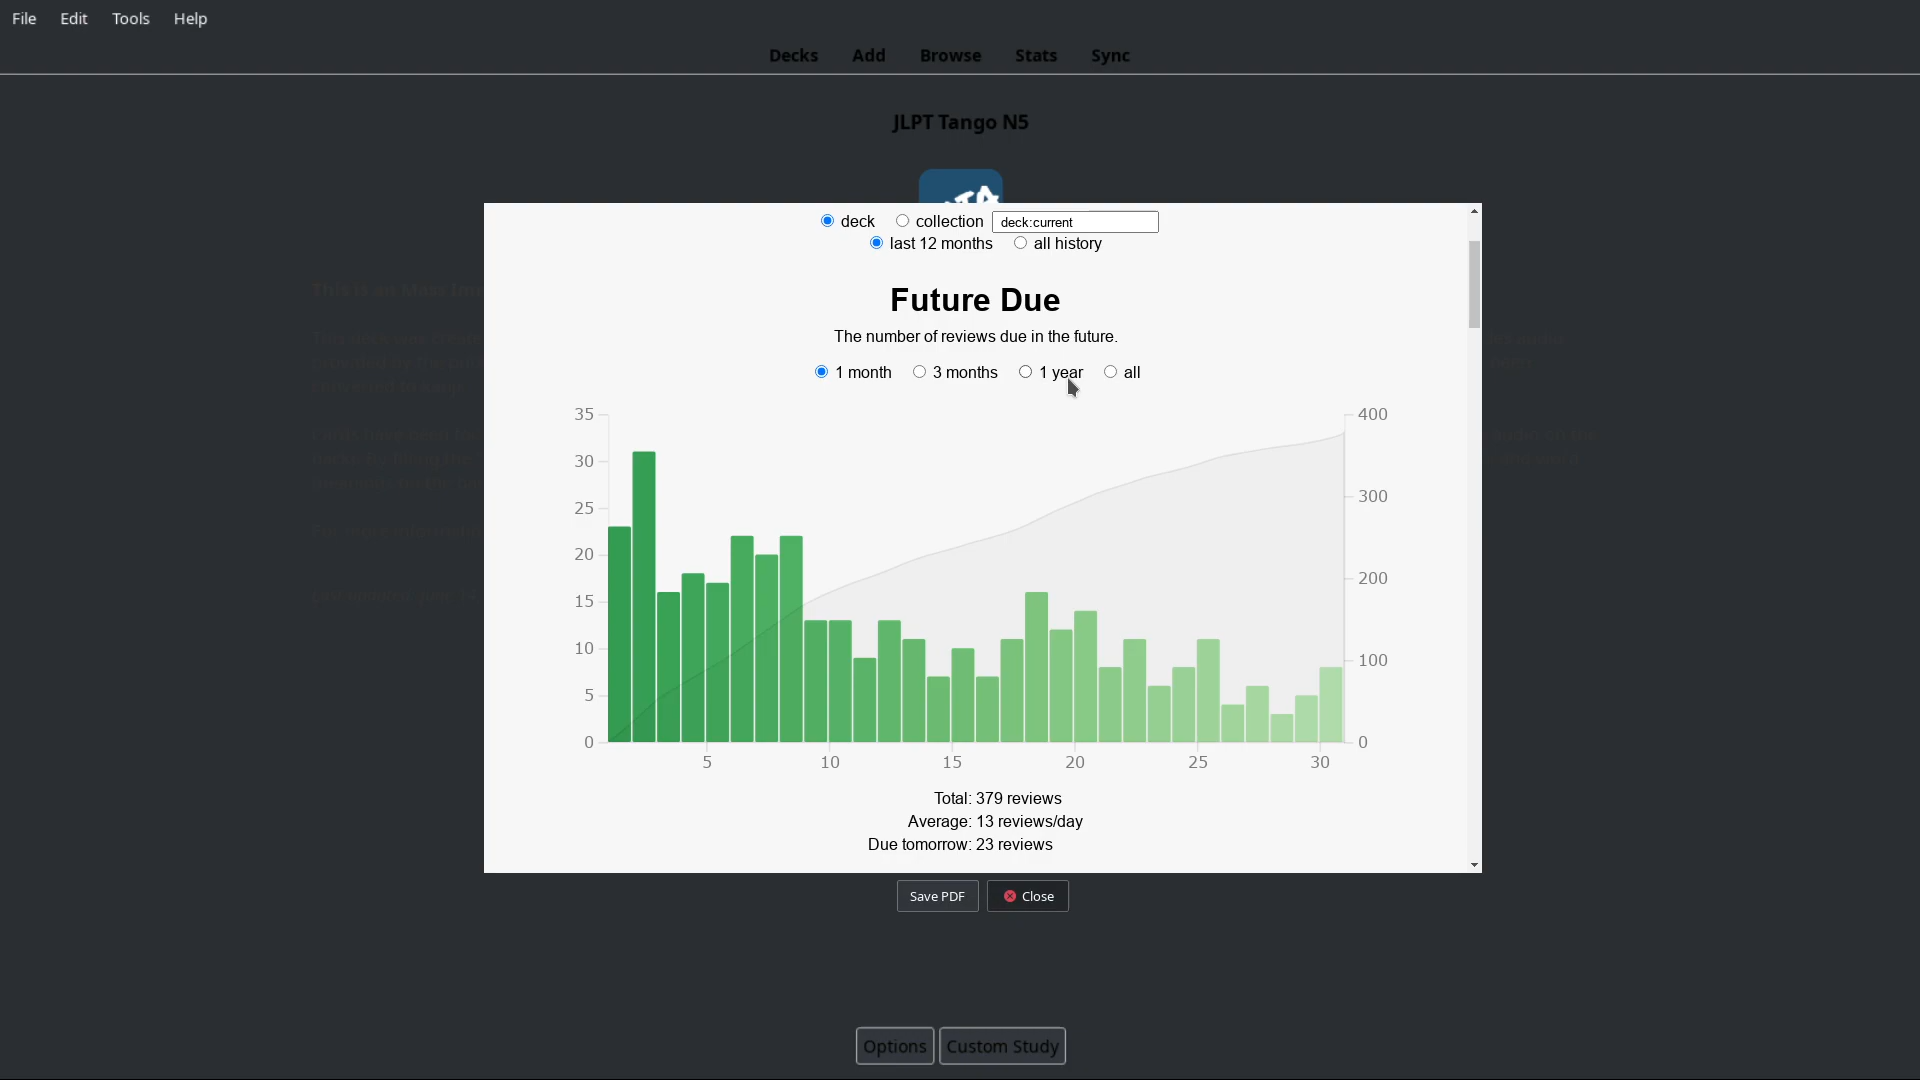 File Edit Tools Help
Decks Add Browse Stats Sync
JLPT Tango N5
deck collection deck:current
last 12 months all history
Future Due
The number of reviews due in the future.
1 month 3 months 1 year all
35 400
30
25 300
20
15 200
10 100
5
0 0
5 10 15 20 25 30
Total: 379 reviews
Average: 13 reviews/day
Due tomorrow: 23 reviews
Save PDF Close
Options Custom Study